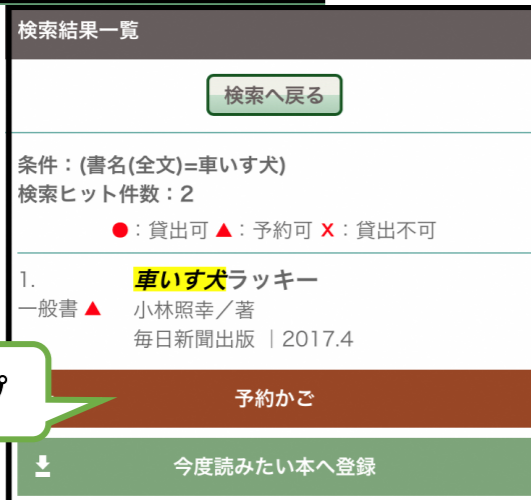 検索結果一覧
検索へ戻る
条件：(書名(全文)=車いす犬)
検索ヒット件数：2
●：貸出可 ▲：予約可 X：貸出不可
1. 車いす犬ラッキー
一般書 ▲ 小林照幸／著
毎日新聞出版 ｜2017.4
プ
予約かご
今度読みたい本へ登録